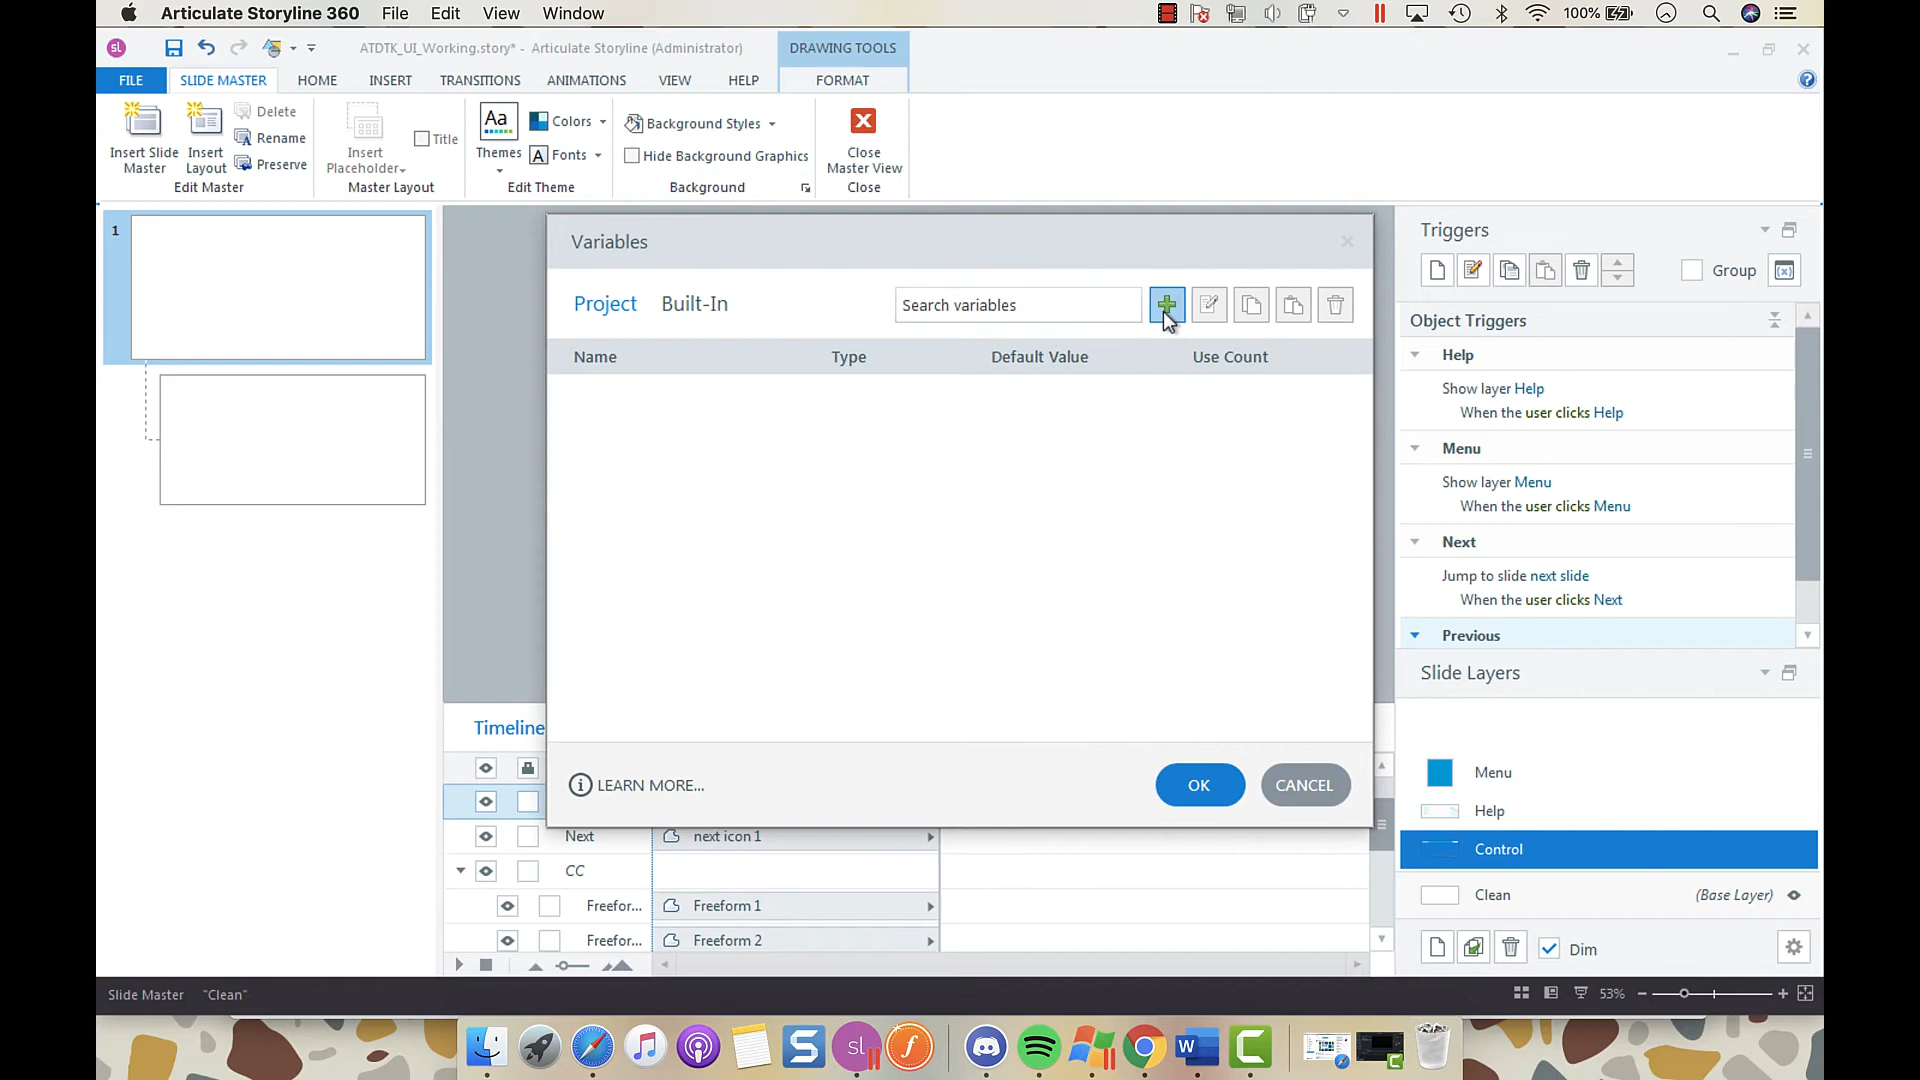 Articulate Storyline 360 File Edit View Window 100%
sl ATDTK_UI_Working.story* - Articulate Storyline (Administrator) DRAWING TOOLS
FILE SLIDE MASTER HOME INSERT TRANSITIONS ANIMATIONS VIEW HELP FORMAT
Insert Slide Master
Insert Layout
Delete
Rename
Preserve
Edit Master
Insert Placeholder
Title
Master Layout
Aa
Themes
Colors
A Fonts
Edit Theme
Background Styles
Hide Background Graphics
Background
Close Master View
Close
1
Variables
Project Built-In Search variables
Name Type Default Value Use Count
LEARN MORE... OK CANCEL
Timeline
Next next icon 1
CC
Freefor... Freeform 1
Freefor... Freeform 2
Triggers
Group (x)
Object Triggers
Help
Show layer Help
When the user clicks Help
Menu
Show layer Menu
When the user clicks Menu
Next
Jump to slide next slide
When the user clicks Next
Previous
Slide Layers
Menu
Help
Control
Clean (Base Layer)
Dim
Slide Master "Clean" 53%
S sl f W C